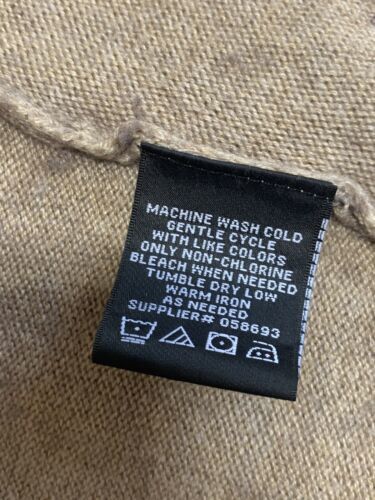 MACHINE WASH COLD
GENTLE CYCLE
WITH LIKE COLORS
ONLY NON-CHLORINE
BLEACH WHEN NEEDED
TUMBLE DRY LOW
WARM IRON
AS NEEDED
SUPPLIER# 058693